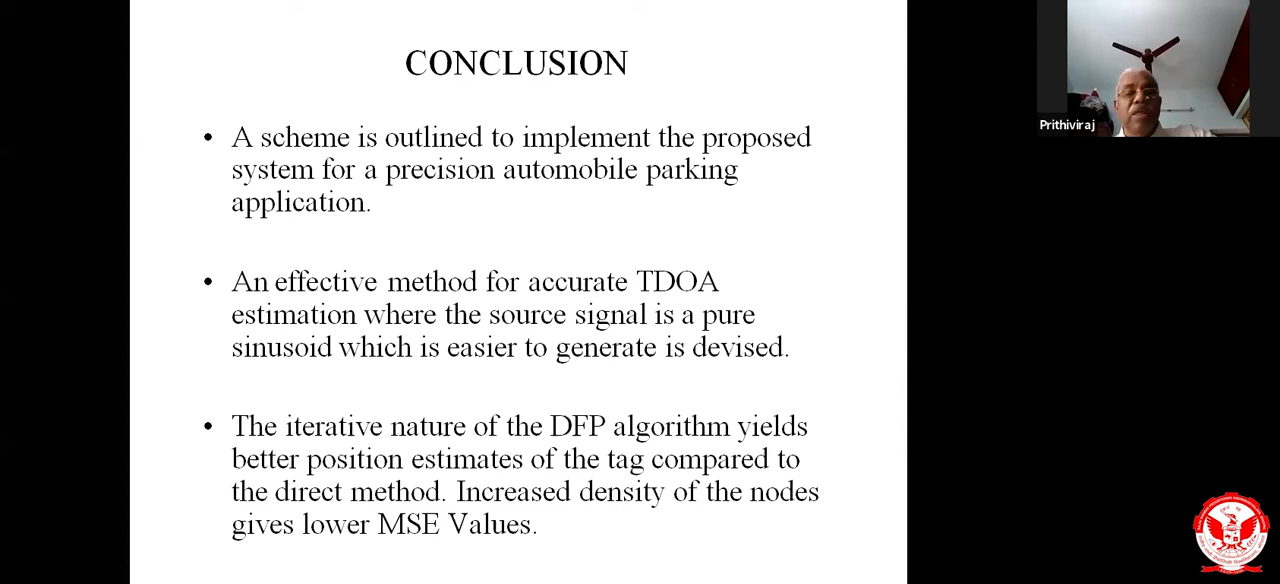 CONCLUSION
• A scheme is outlined to implement the proposed
system for a precision automobile parking
application.
• An effective method for accurate TDOA
estimation where the source signal is a pure
sinusoid which is easier to generate is devised.
• The iterative nature of the DFP algorithm yields
better position estimates of the tag compared to
the direct method. Increased density of the nodes
gives lower MSE Values.
Prithiviraj